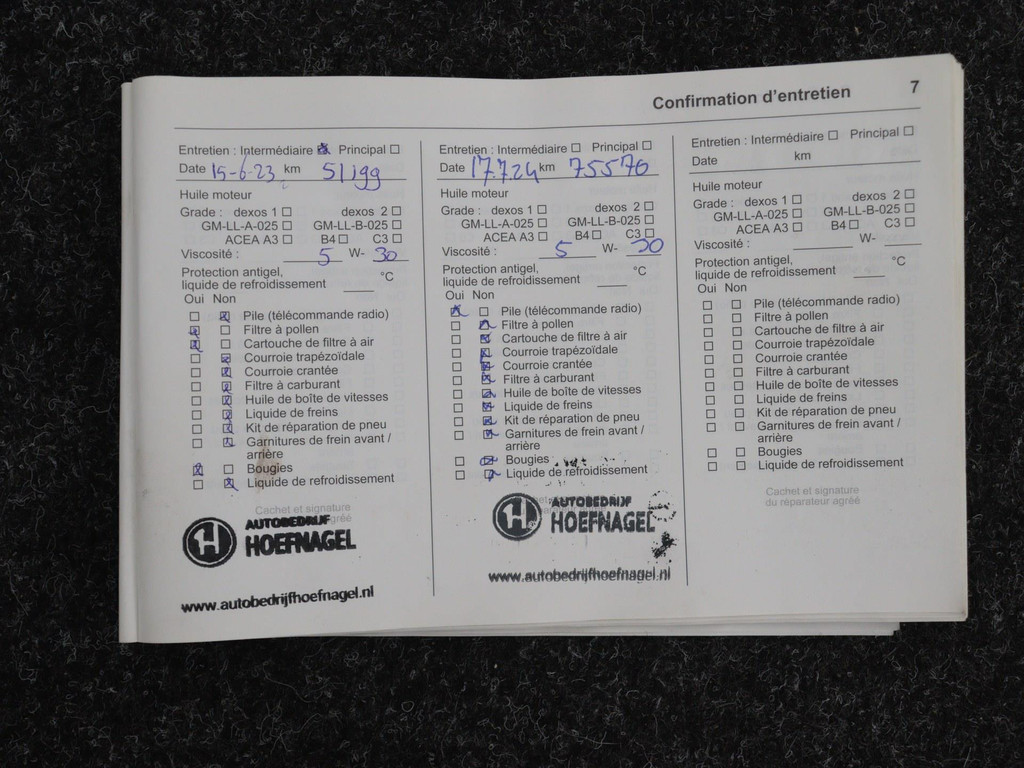 Confirmation d'entretien 7
Entretien : Intermédiaire ☒ Principal ☐
Date 15-6-23 km 51199
Huile moteur
Grade : dexos 1 ☐ dexos 2 ☐
GM-LL-A-025 ☐ GM-LL-B-025 ☐
ACEA A3 ☐ B4 ☐ C3 ☐
Viscosité : 5 W- 30
Protection antigel, °C
liquide de refroidissement
Oui Non
☐ ☒ Pile (télécommande radio)
☒ ☐ Filtre à pollen
☒ ☐ Cartouche de filtre à air
☐ ☒ Courroie trapézoïdale
☐ ☒ Courroie crantée
☐ ☒ Filtre à carburant
☐ ☒ Huile de boîte de vitesses
☐ ☒ Liquide de freins
☐ ☒ Kit de réparation de pneu
☐ ☒ Garnitures de frein avant /
arrière
☒ ☐ Bougies
☐ ☒ Liquide de refroidissement
Cachet et signature
agréé
AUTOBEDRIJF
HOEFNAGEL
www.autobedrijfhoefnagel.nl
Entretien : Intermédiaire ☐ Principal ☐
Date 17.7.24 km 75576
Huile moteur
Grade : dexos 1 ☐ dexos 2 ☐
GM-LL-A-025 ☐ GM-LL-B-025 ☐
ACEA A3 ☐ B4 ☐ C3 ☐
Viscosité : 5 W- 30
Protection antigel, °C
liquide de refroidissement
Oui Non
☒ ☐ Pile (télécommande radio)
☐ ☒ Filtre à pollen
☐ ☒ Cartouche de filtre à air
☐ ☒ Courroie trapézoïdale
☐ ☒ Courroie crantée
☐ ☒ Filtre à carburant
☐ ☒ Huile de boîte de vitesses
☐ ☒ Liquide de freins
☐ ☒ Kit de réparation de pneu
☐ ☒ Garnitures de frein avant /
arrière
☐ ☒ Bougies
☐ ☒ Liquide de refroidissement
AUTOBEDRIJF
HOEFNAGEL
www.autobedrijfhoefnagel.nl
Entretien : Intermédiaire ☐ Principal ☐
Date km
Huile moteur
Grade : dexos 1 ☐ dexos 2 ☐
GM-LL-A-025 ☐ GM-LL-B-025 ☐
ACEA A3 ☐ B4 ☐ C3 ☐
Viscosité : W-
Protection antigel, °C
liquide de refroidissement
Oui Non
☐ ☐ Pile (télécommande radio)
☐ ☐ Filtre à pollen
☐ ☐ Cartouche de filtre à air
☐ ☐ Courroie trapézoïdale
☐ ☐ Courroie crantée
☐ ☐ Filtre à carburant
☐ ☐ Huile de boîte de vitesses
☐ ☐ Liquide de freins
☐ ☐ Kit de réparation de pneu
☐ ☐ Garnitures de frein avant /
arrière
☐ ☐ Bougies
☐ ☐ Liquide de refroidissement
Cachet et signature
du réparateur agréé